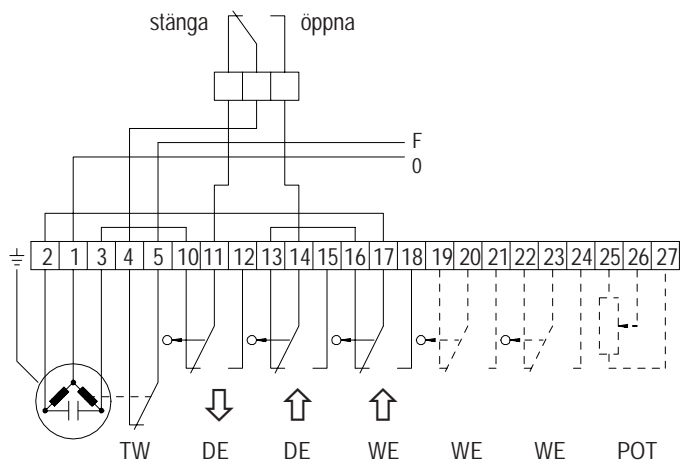 stänga öppna
F
0
2 1 3 4 5 10 11 12 13 14 15 16 17 18 19 20 21 22 23 24 25 26 27
TW DE DE WE WE WE POT